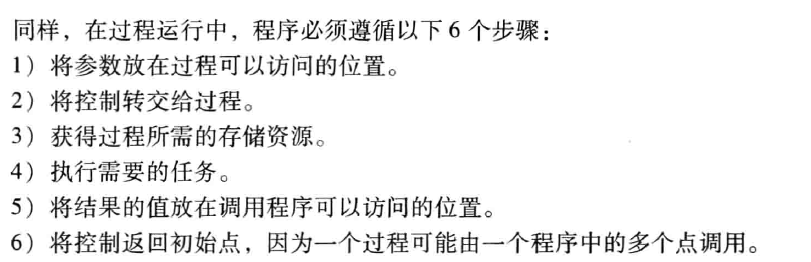 同样，在过程运行中，程序必须遵循以下 6 个步骤：
1）将参数放在过程可以访问的位置。
2）将控制转交给过程。
3）获得过程所需的存储资源。
4）执行需要的任务。
5）将结果的值放在调用程序可以访问的位置。
6）将控制返回初始点，因为一个过程可能由一个程序中的多个点调用。